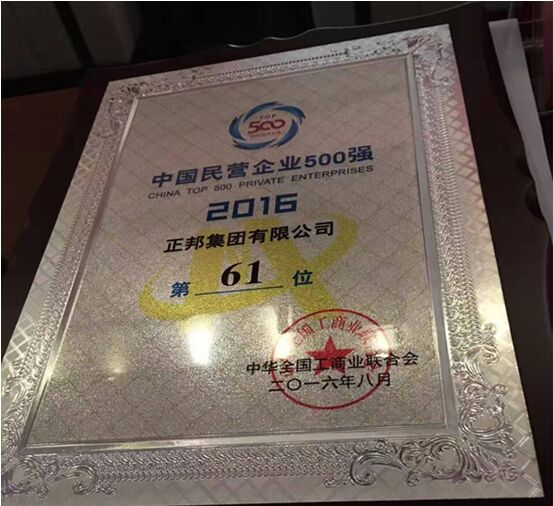 TOP
500
中国民营企业500强
CHINA TOP 500 PRIVATE ENTERPRISES
2016
正邦集团有限公司
第 61 位
中华全国工商业联合会
二〇一六年八月